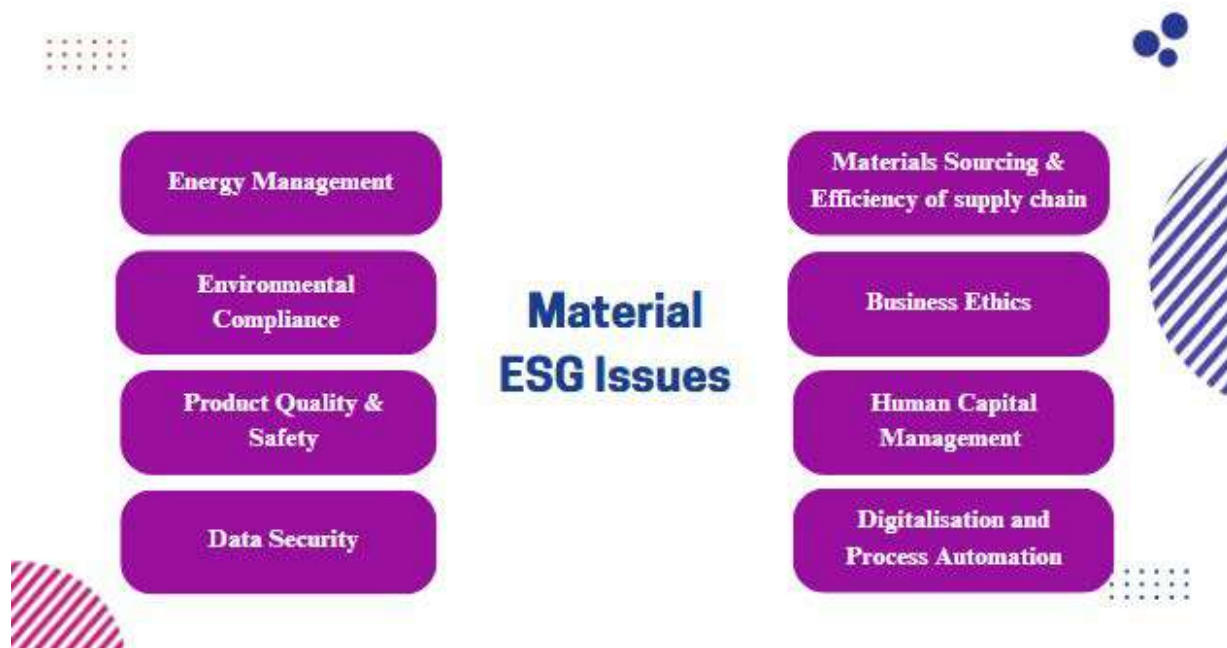 Energy Management
Environmental
Compliance
Product Quality &
Safety
Data Security
Material
ESG Issues
Materials Sourcing &
Efficiency of supply chain
Business Ethics
Human Capital
Management
Digitalisation and
Process Automation